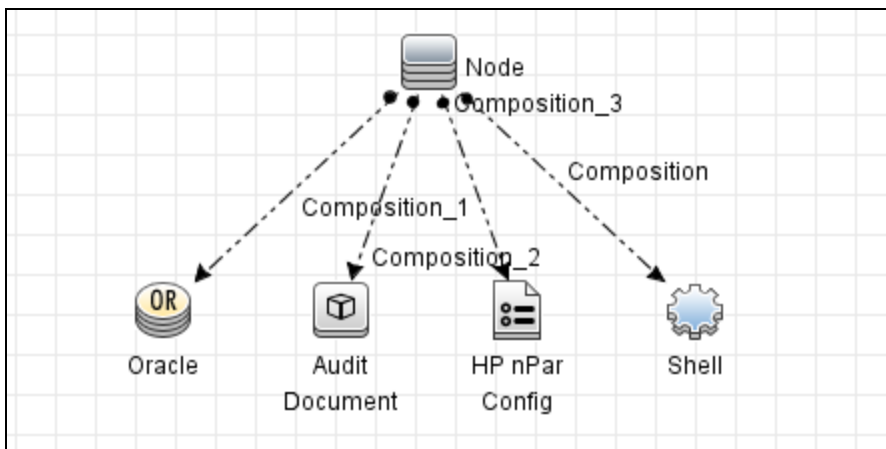 Node
Composition_3
Composition
Composition_1
Composition_2
OR
Oracle
Audit
Document
HP nPar
Config
Shell